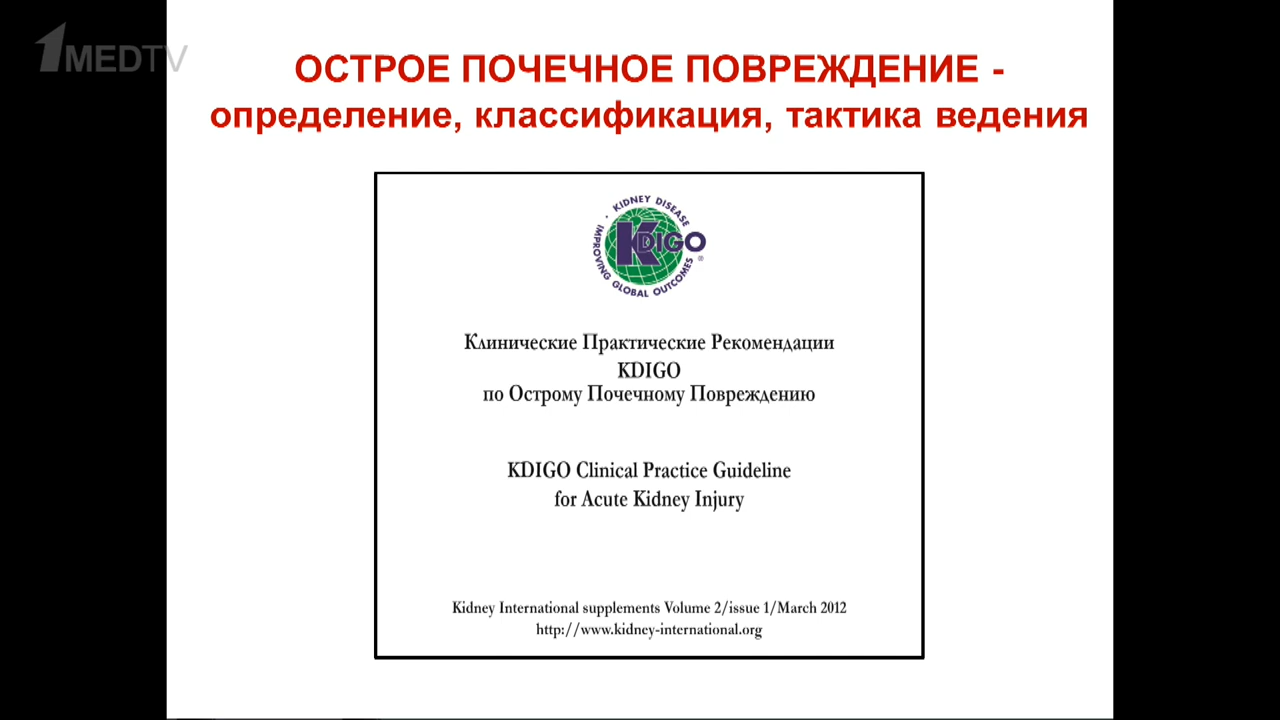 1MEDTV
ОСТРОЕ ПОЧЕЧНОЕ ПОВРЕЖДЕНИЕ -
определение, классификация, тактика ведения
KIDNEY DISEASE
IMPROVING GLOBAL OUTCOMES
KDIGO
®
Клинические Практические Рекомендации
KDIGO
по Острому Почечному Повреждению
KDIGO Clinical Practice Guideline
for Acute Kidney Injury
Kidney International supplements Volume 2/issue 1/March 2012
http://www.kidney-international.org